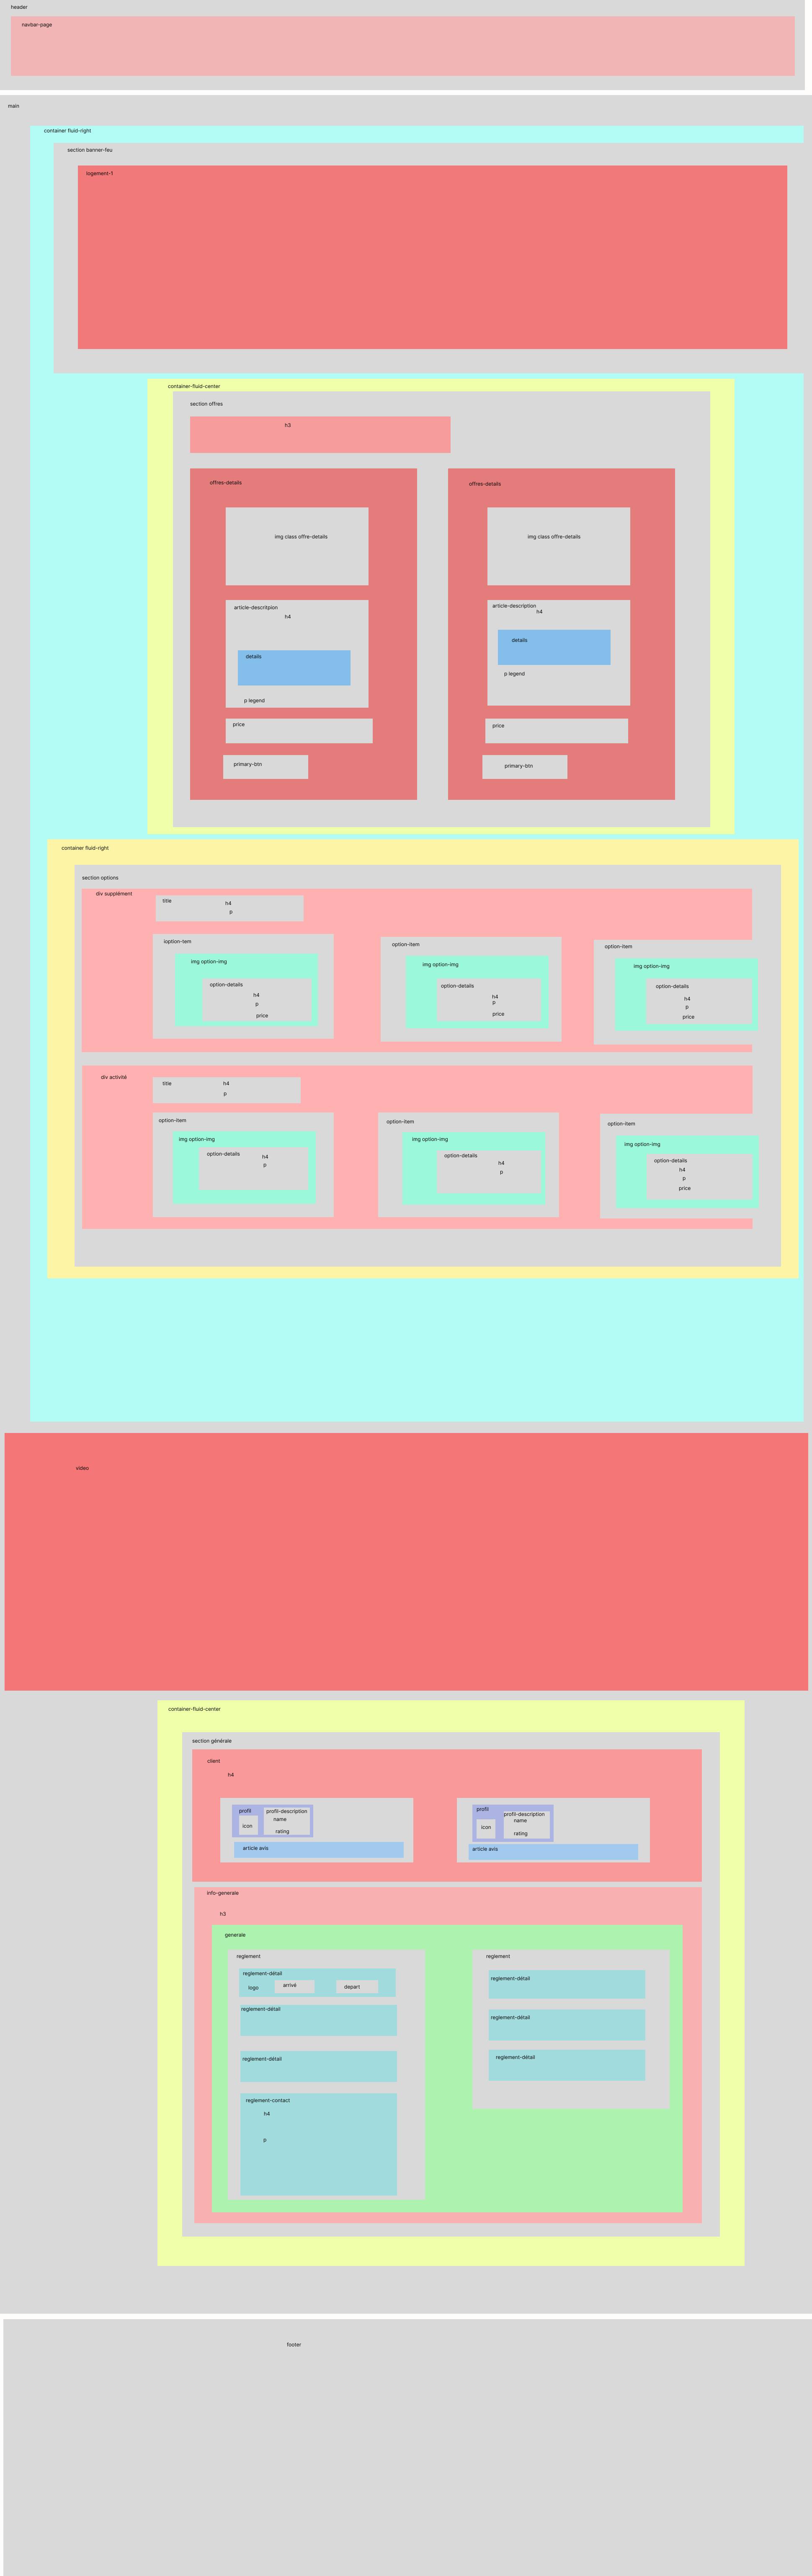 header
navbar-page
main
container fluid-right
section banner-feu
logement-1
container-fluid-center
section offres
h3
offres-details
img class offre-details
article-descritpion
h4
details
p legend
price
primary-btn
offres-details
img class offre-details
article-description
h4
details
p legend
price
primary-btn
container fluid-right
section options
div supplément
title
h4
p
loption-tem
img option-img
option-details
h4
p
price
option-item
img option-img
option-details
h4
p
price
option-item
img option-img
option-details
h4
p
price
div activité
title
h4
p
option-item
img option-img
option-details
h4
p
option-item
img option-img
option-details
h4
p
option-item
img option-img
option-details
h4
p
price
video
container-fluid-center
section générale
client
h4
profil
icon
profil-description
name
rating
article avis
profil
icon
profil-description
name
rating
article avis
info-generale
h3
generale
reglement
reglement-détail
logo
arrivé
depart
reglement-détail
reglement-détail
reglement-contact
h4
p
reglement
reglement-détail
reglement-détail
reglement-détail
footer